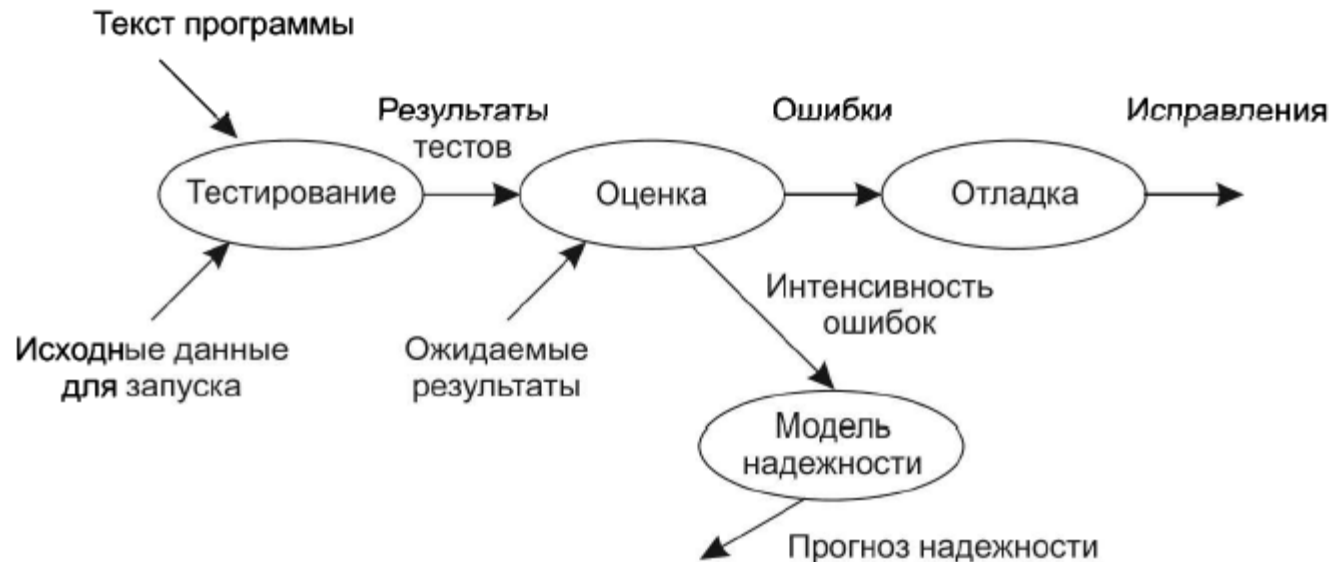 Текст программы
Результаты
тестов
Ошибки
Исправления
Тестирование
Оценка
Отладка
Исходные данные
для запуска
Ожидаемые
результаты
Интенсивность
ошибок
Модель
надежности
Прогноз надежности